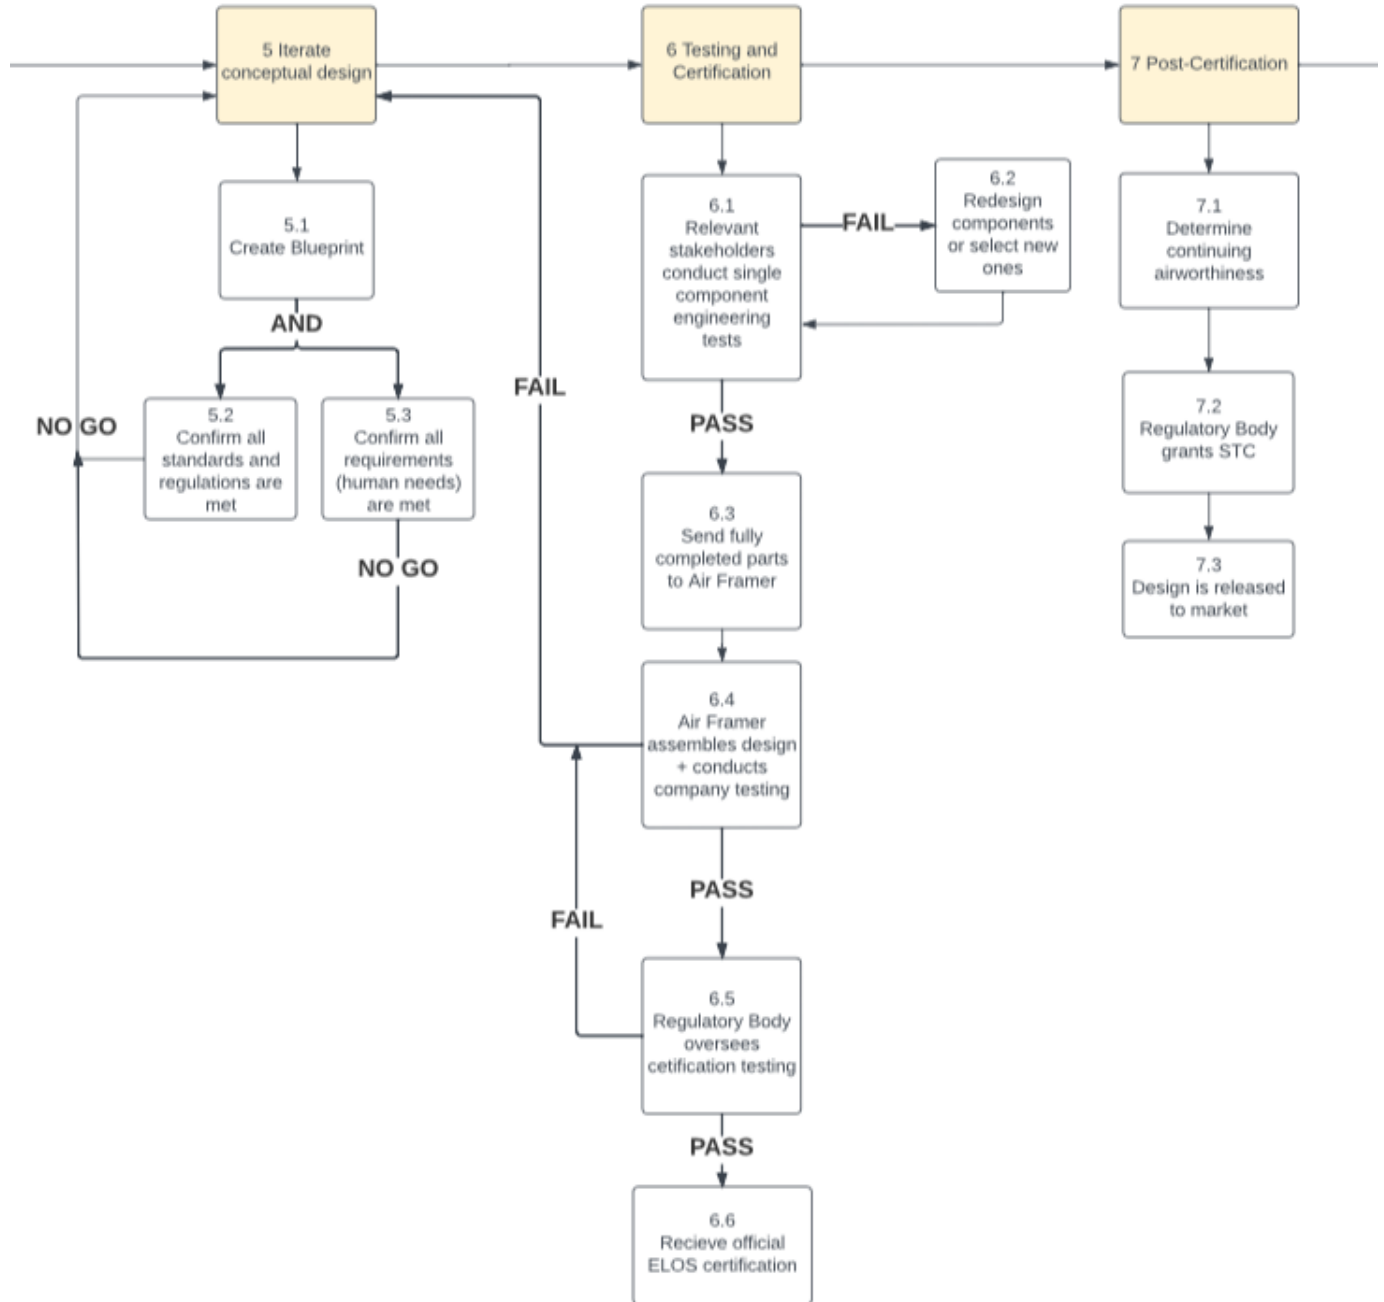 5 Iterate
conceptual design
6 Testing and
Certification
7 Post-Certification
5.1
Create Blueprint
AND
NO GO
5.2
Confirm all
standards and
regulations are
met
5.3
Confirm all
requirements
(human needs)
are met
NO GO
FAIL
6.1
Relevant
stakeholders
conduct single
component
engineering
tests
FAIL
6.2
Redesign
components
or select new
ones
PASS
6.3
Send fully
completed parts
to Air Framer
6.4
Air Framer
assembles design
+ conducts
company testing
PASS
FAIL
6.5
Regulatory Body
oversees
cetification testing
PASS
6.6
Recieve official
ELOS certification
7.1
Determine
continuing
airworthiness
7.2
Regulatory Body
grants STC
7.3
Design is released
to market